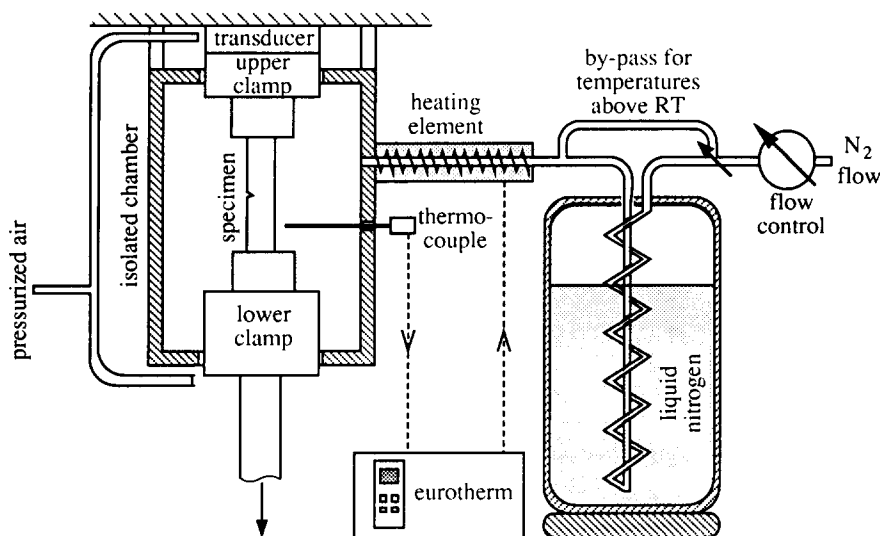 transducer
upper
clamp
by-pass for
temperatures
above RT
heating
element
N2
flow
flow
control
isolated chamber
specimen
thermo-
couple
pressurized air
lower
clamp
liquid
nitrogen
eurotherm